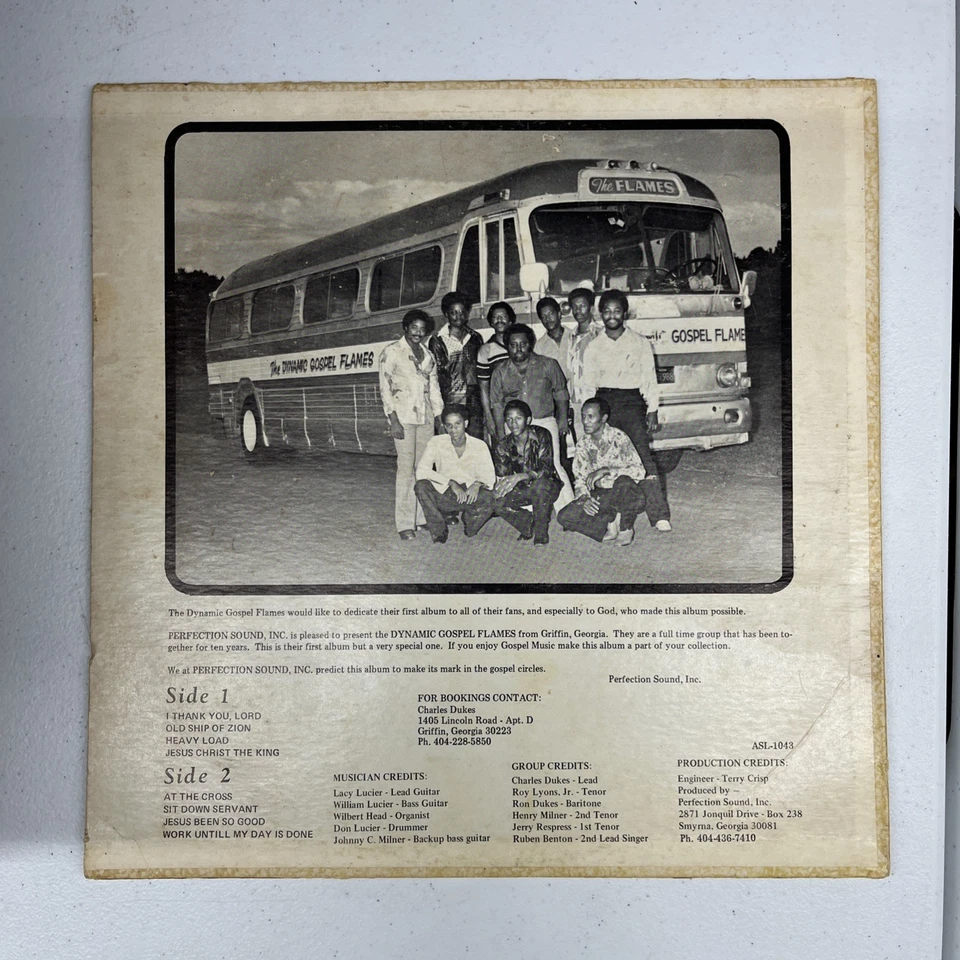 The FLAMES
The DYNAMIC GOSPEL FLAMES
GOSPEL FLAME
The Dynamic Gospel Flames would like to dedicate their first album to all of their fans, and especially to God, who made this album possible.
PERFECTION SOUND, INC. is pleased to present the DYNAMIC GOSPEL FLAMES from Griffin, Georgia. They are a full time group that has been to-
gether for ten years. This is their first album but a very special one. If you enjoy Gospel Music make this album a part of your collection.
We at PERFECTION SOUND, INC. predict this album to make its mark in the gospel circles.
Perfection Sound, Inc.
Side 1
I THANK YOU, LORD
OLD SHIP OF ZION
HEAVY LOAD
JESUS CHRIST THE KING
Side 2
AT THE CROSS
SIT DOWN SERVANT
JESUS BEEN SO GOOD
WORK UNTILL MY DAY IS DONE
FOR BOOKINGS CONTACT:
Charles Dukes
1405 Lincoln Road - Apt. D
Griffin, Georgia 30223
Ph. 404-228-5850
ASL-1043
MUSICIAN CREDITS:
Lacy Lucier - Lead Guitar
William Lucier - Bass Guitar
Wilbert Head - Organist
Don Lucier - Drummer
Johnny C. Milner - Backup bass guitar
GROUP CREDITS:
Charles Dukes - Lead
Roy Lyons, Jr. - Tenor
Ron Dukes - Baritone
Henry Milner - 2nd Tenor
Jerry Respress - 1st Tenor
Ruben Benton - 2nd Lead Singer
PRODUCTION CREDITS:
Engineer - Terry Crisp
Produced by -
Perfection Sound, Inc.
2871 Jonquil Drive - Box 238
Smyrna, Georgia 30081
Ph. 404-436-7410